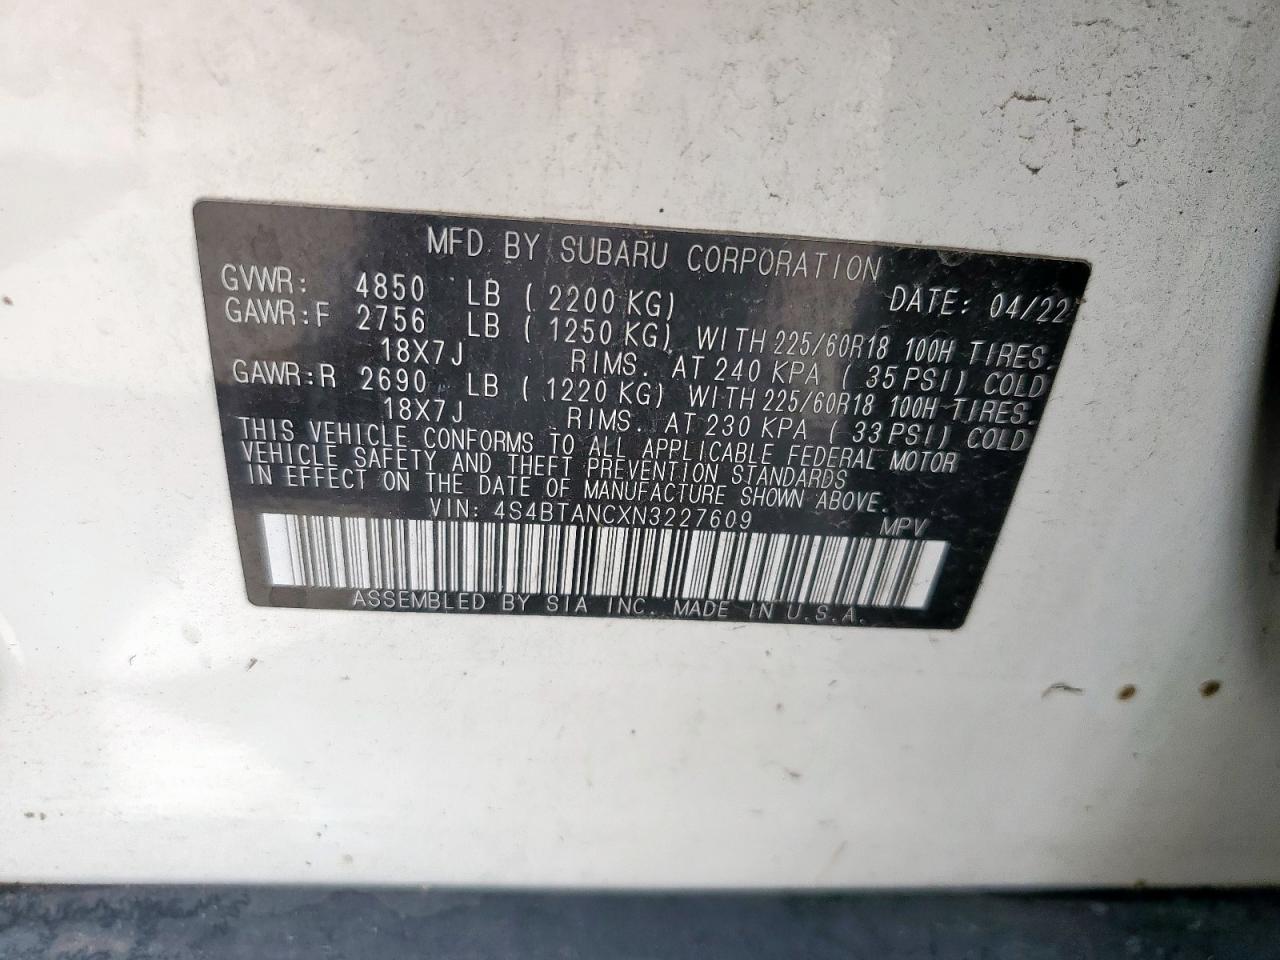 MFD. BY SUBARU CORPORATION
GVWR: 4850 LB ( 2200 KG) DATE: 04/22
GAWR:F 2756 LB ( 1250 KG) WITH 225/60R18 100H TIRES.
18X7J RIMS. AT 240 KPA ( 35 PSI) COLD
GAWR:R 2690 LB ( 1220 KG) WITH 225/60R18 100H TIRES.
18X7J RIMS. AT 230 KPA ( 33 PSI) COLD
THIS VEHICLE CONFORMS TO ALL APPLICABLE FEDERAL MOTOR
VEHICLE SAFETY AND THEFT PREVENTION STANDARDS
IN EFFECT ON THE DATE OF MANUFACTURE SHOWN ABOVE.
VIN: 4S4BTANCXN3227609 MPV
ASSEMBLED BY SIA INC. MADE IN U.S.A.